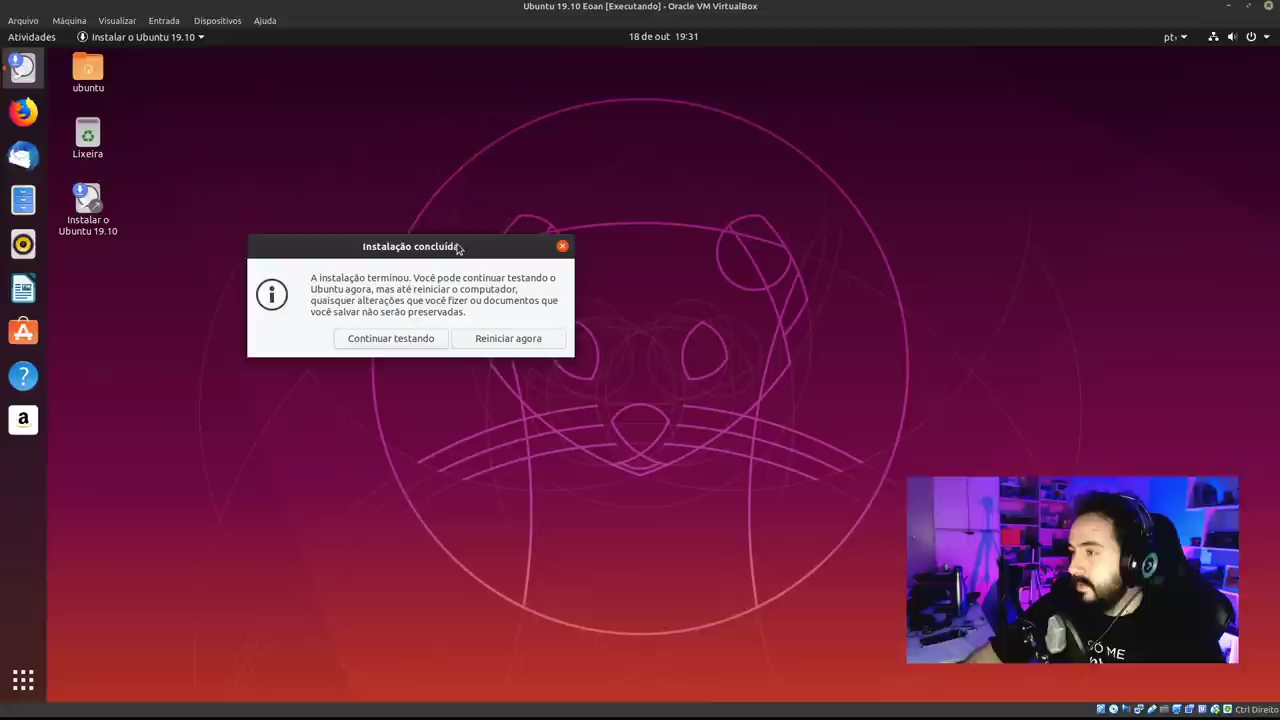 Ubuntu 19.10 Eoan [Executando] - Oracle VM VirtualBox
Arquivo Máquina Visualizar Entrada Dispositivos Ajuda
Atividades Instalar o Ubuntu 19.10 18 de out 19:31 pt₁
ubuntu
Lixeira
Instalar o
Ubuntu 19.10
Instalação concluída
A instalação terminou. Você pode continuar testando o
Ubuntu agora, mas até reiniciar o computador,
quaisquer alterações que você fizer ou documentos que
você salvar não serão preservadas.
Continuar testando Reiniciar agora
a
ME
Ctrl Direito